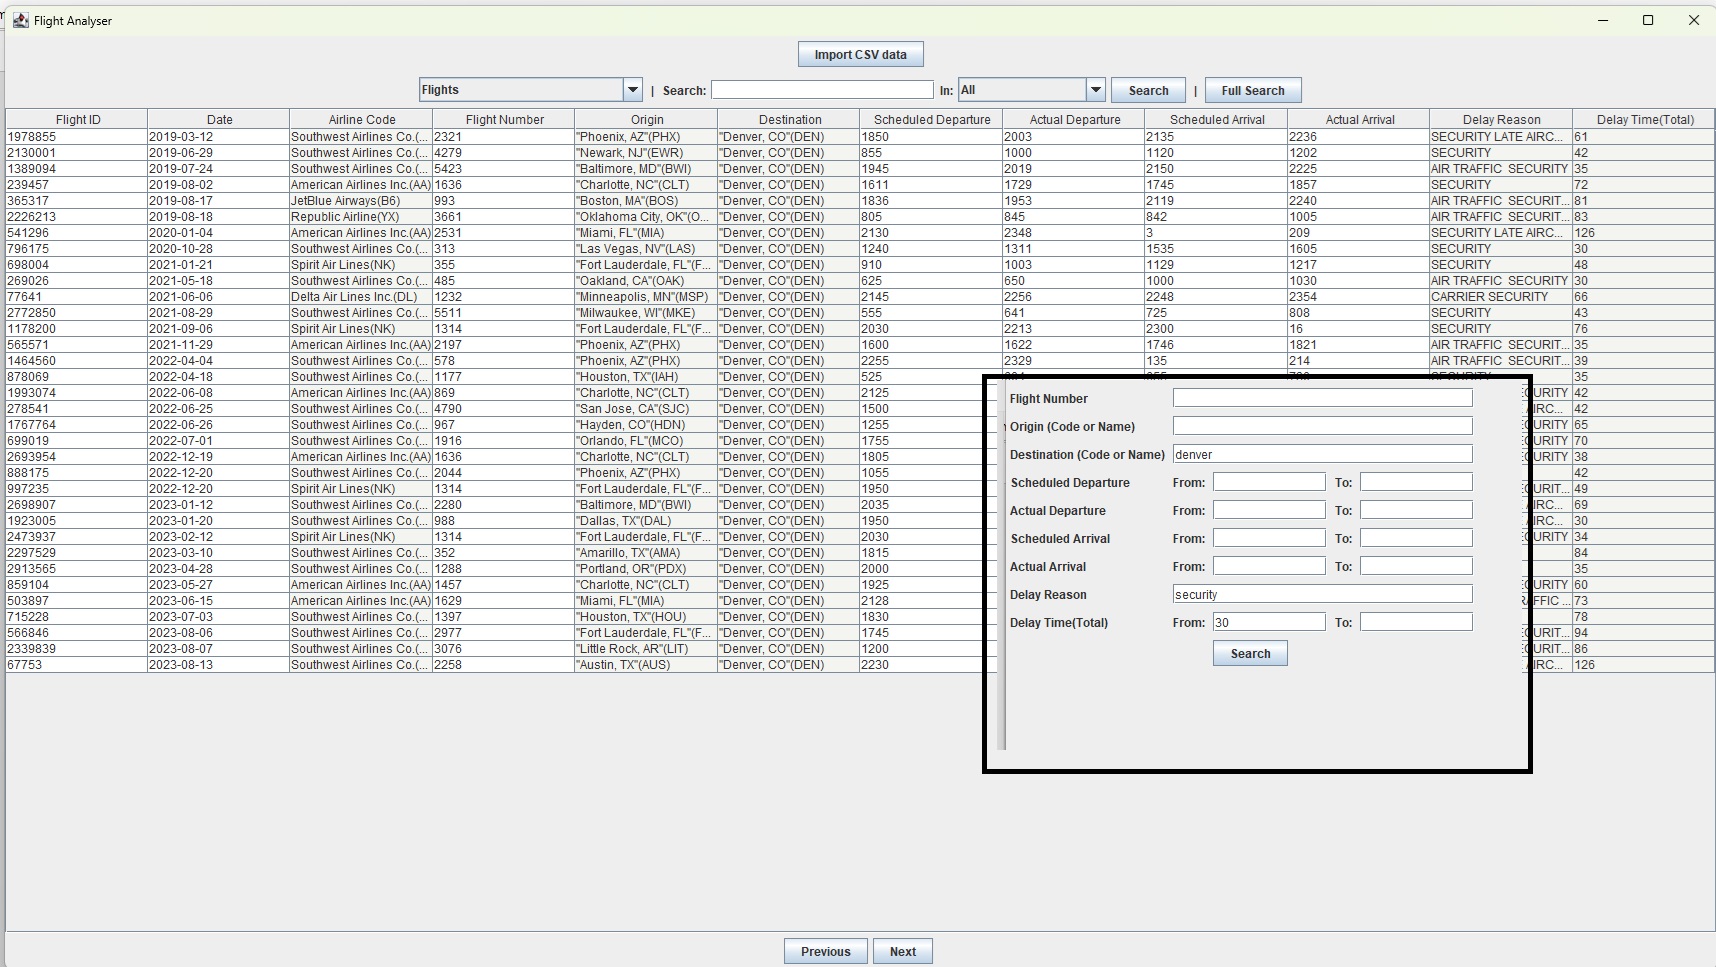 Flight Analyser
Import CSV data
Flights | Search: In: All Search | Full Search
Flight ID Date Airline Code Flight Number Origin Destination Scheduled Departure Actual Departure Scheduled Arrival Actual Arrival Delay Reason Delay Time(Total)
1978855 2019-03-12 Southwest Airlines Co.(... 2321 "Phoenix, AZ"(PHX) "Denver, CO"(DEN) 1850 2003 2135 2236 SECURITY LATE AIRC... 61
2130001 2019-06-29 Southwest Airlines Co.(... 4279 "Newark, NJ"(EWR) "Denver, CO"(DEN) 855 1000 1120 1202 SECURITY 42
1389094 2019-07-24 Southwest Airlines Co.(... 5423 "Baltimore, MD"(BWI) "Denver, CO"(DEN) 1945 2019 2150 2225 AIR TRAFFIC SECURITY 35
239457 2019-08-02 American Airlines Inc.(AA) 1636 "Charlotte, NC"(CLT) "Denver, CO"(DEN) 1611 1729 1745 1857 SECURITY 72
365317 2019-08-17 JetBlue Airways(B6) 993 "Boston, MA"(BOS) "Denver, CO"(DEN) 1836 1953 2119 2240 AIR TRAFFIC SECURIT... 81
2226213 2019-08-18 Republic Airline(YX) 3661 "Oklahoma City, OK"(O... "Denver, CO"(DEN) 805 845 842 1005 AIR TRAFFIC SECURIT... 83
541296 2020-01-04 American Airlines Inc.(AA) 2531 "Miami, FL"(MIA) "Denver, CO"(DEN) 2130 2348 3 209 SECURITY LATE AIRC... 126
796175 2020-10-28 Southwest Airlines Co.(... 313 "Las Vegas, NV"(LAS) "Denver, CO"(DEN) 1240 1311 1535 1605 SECURITY 30
698004 2021-01-21 Spirit Air Lines(NK) 355 "Fort Lauderdale, FL"(F... "Denver, CO"(DEN) 910 1003 1129 1217 SECURITY 48
269026 2021-05-18 Southwest Airlines Co.(... 485 "Oakland, CA"(OAK) "Denver, CO"(DEN) 625 650 1000 1030 AIR TRAFFIC SECURITY 30
77641 2021-06-06 Delta Air Lines Inc.(DL) 1232 "Minneapolis, MN"(MSP) "Denver, CO"(DEN) 2145 2256 2248 2354 CARRIER SECURITY 66
2772850 2021-08-29 Southwest Airlines Co.(... 5511 "Milwaukee, WI"(MKE) "Denver, CO"(DEN) 555 641 725 808 SECURITY 43
1178200 2021-09-06 Spirit Air Lines(NK) 1314 "Fort Lauderdale, FL"(F... "Denver, CO"(DEN) 2030 2213 2300 16 SECURITY 76
565571 2021-11-29 American Airlines Inc.(AA) 2197 "Phoenix, AZ"(PHX) "Denver, CO"(DEN) 1600 1622 1746 1821 AIR TRAFFIC SECURIT... 35
1464560 2022-04-04 Southwest Airlines Co.(... 578 "Phoenix, AZ"(PHX) "Denver, CO"(DEN) 2255 2329 135 214 AIR TRAFFIC SECURIT... 39
878069 2022-04-18 Southwest Airlines Co.(... 1177 "Houston, TX"(IAH) "Denver, CO"(DEN) 525 35
1993074 2022-06-08 American Airlines Inc.(AA) 869 "Charlotte, NC"(CLT) "Denver, CO"(DEN) 2125 42
278541 2022-06-25 Southwest Airlines Co.(... 4790 "San Jose, CA"(SJC) "Denver, CO"(DEN) 1500 42
1767764 2022-06-26 Southwest Airlines Co.(... 967 "Hayden, CO"(HDN) "Denver, CO"(DEN) 1255 65
699019 2022-07-01 Southwest Airlines Co.(... 1916 "Orlando, FL"(MCO) "Denver, CO"(DEN) 1755 70
2693954 2022-12-19 American Airlines Inc.(AA) 1636 "Charlotte, NC"(CLT) "Denver, CO"(DEN) 1805 38
888175 2022-12-20 Southwest Airlines Co.(... 2044 "Phoenix, AZ"(PHX) "Denver, CO"(DEN) 1055 42
997235 2022-12-20 Spirit Air Lines(NK) 1314 "Fort Lauderdale, FL"(F... "Denver, CO"(DEN) 1950 49
2698907 2023-01-12 Southwest Airlines Co.(... 2280 "Baltimore, MD"(BWI) "Denver, CO"(DEN) 2035 69
1923005 2023-01-20 Southwest Airlines Co.(... 988 "Dallas, TX"(DAL) "Denver, CO"(DEN) 1950 30
2473937 2023-02-12 Spirit Air Lines(NK) 1314 "Fort Lauderdale, FL"(F... "Denver, CO"(DEN) 2030 34
2297529 2023-03-10 Southwest Airlines Co.(... 352 "Amarillo, TX"(AMA) "Denver, CO"(DEN) 1815 84
2913565 2023-04-28 Southwest Airlines Co.(... 1288 "Portland, OR"(PDX) "Denver, CO"(DEN) 2000 35
859104 2023-05-27 American Airlines Inc.(AA) 1457 "Charlotte, NC"(CLT) "Denver, CO"(DEN) 1925 60
503897 2023-06-15 American Airlines Inc.(AA) 1629 "Miami, FL"(MIA) "Denver, CO"(DEN) 2128 73
715228 2023-07-03 Southwest Airlines Co.(... 1397 "Houston, TX"(HOU) "Denver, CO"(DEN) 1830 78
566846 2023-08-06 Southwest Airlines Co.(... 2977 "Fort Lauderdale, FL"(F... "Denver, CO"(DEN) 1745 94
2339839 2023-08-07 Southwest Airlines Co.(... 3076 "Little Rock, AR"(LIT) "Denver, CO"(DEN) 1200 86
67753 2023-08-13 Southwest Airlines Co.(... 2258 "Austin, TX"(AUS) "Denver, CO"(DEN) 2230 126
Flight Number
Origin (Code or Name)
Destination (Code or Name) denver
Scheduled Departure From: To:
Actual Departure From: To:
Scheduled Arrival From: To:
Actual Arrival From: To:
Delay Reason security
Delay Time(Total) From: 30 To:
Search
Previous Next